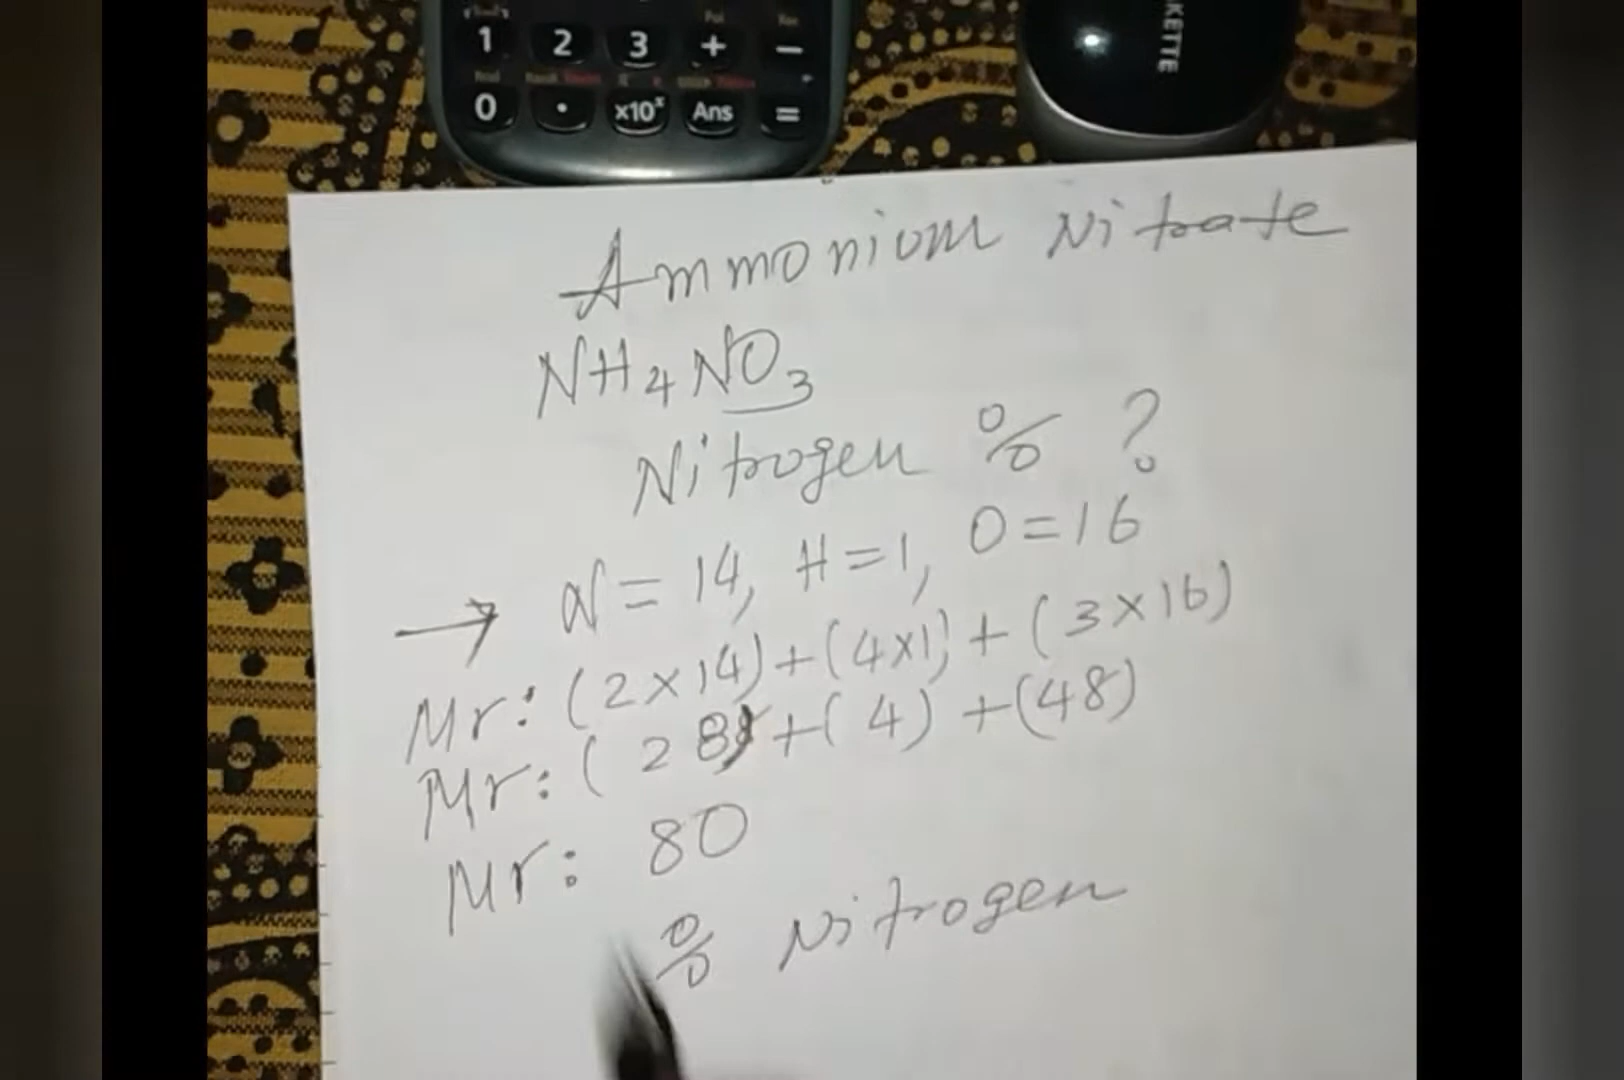 1 2 3 + −
0 • ×10ˣ Ans =
KETTE
Ammonium Nitrate
NH₄NO₃
Nitrogen % ?
→ N = 14, H = 1, O = 16
Mr: (2×14)+(4×1)+(3×16)
Mr: (28)+(4)+(48)
Mr: 80
% Nitrogen